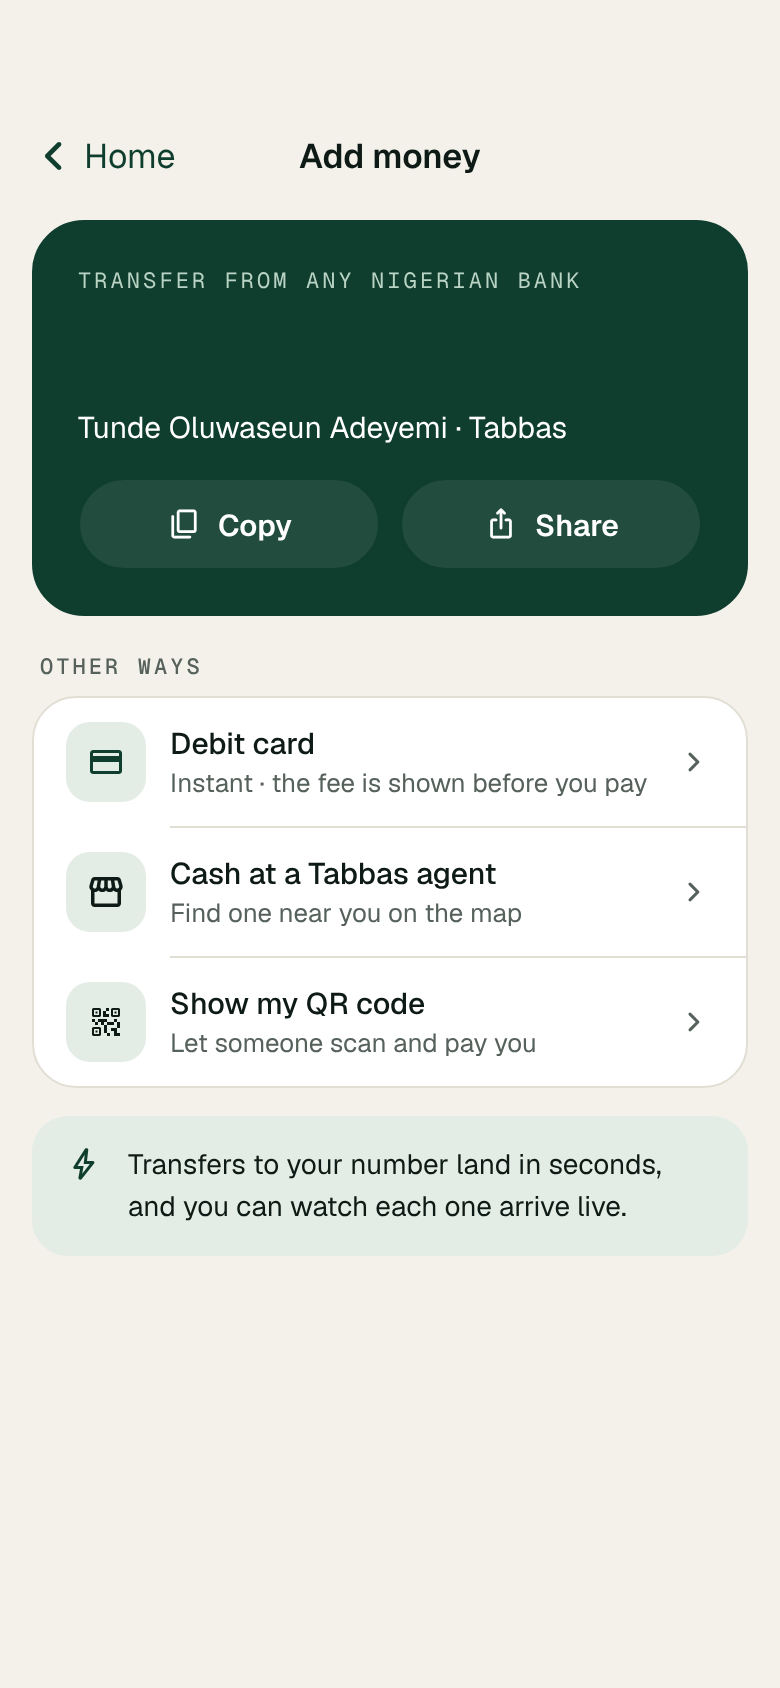 Home
Add money
TRANSFER FROM ANY NIGERIAN BANK
Tunde Oluwaseun Adeyemi · Tabbas
Copy
Share
OTHER WAYS
Debit card
Instant · the fee is shown before you pay
Cash at a Tabbas agent
Find one near you on the map
Show my QR code
Let someone scan and pay you
Transfers to your number land in seconds,
and you can watch each one arrive live.